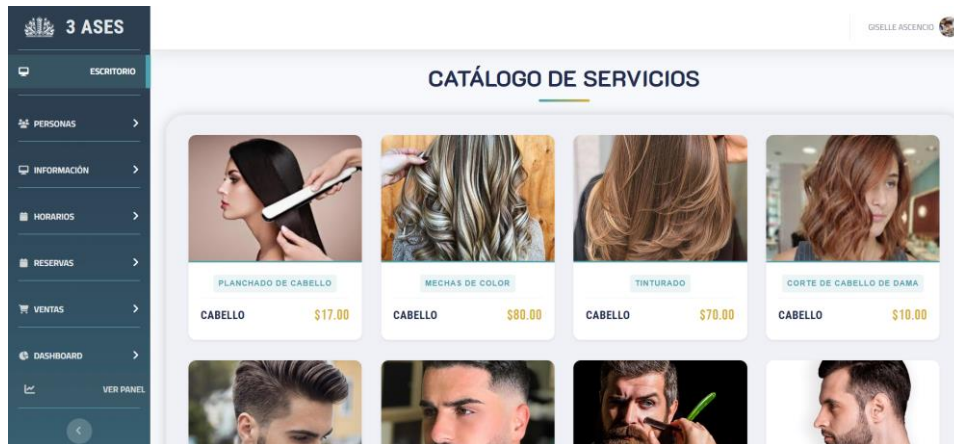 3 ASES
GISELLE ASCENCIO
ESCRITORIO
PERSONAS
INFORMACIÓN
HORARIOS
RESERVAS
VENTAS
DASHBOARD
VER PANEL
CATÁLOGO DE SERVICIOS
PLANCHADO DE CABELLO
CABELLO $17.00
MECHAS DE COLOR
CABELLO $80.00
TINTURADO
CABELLO $70.00
CORTE DE CABELLO DE DAMA
CABELLO $10.00